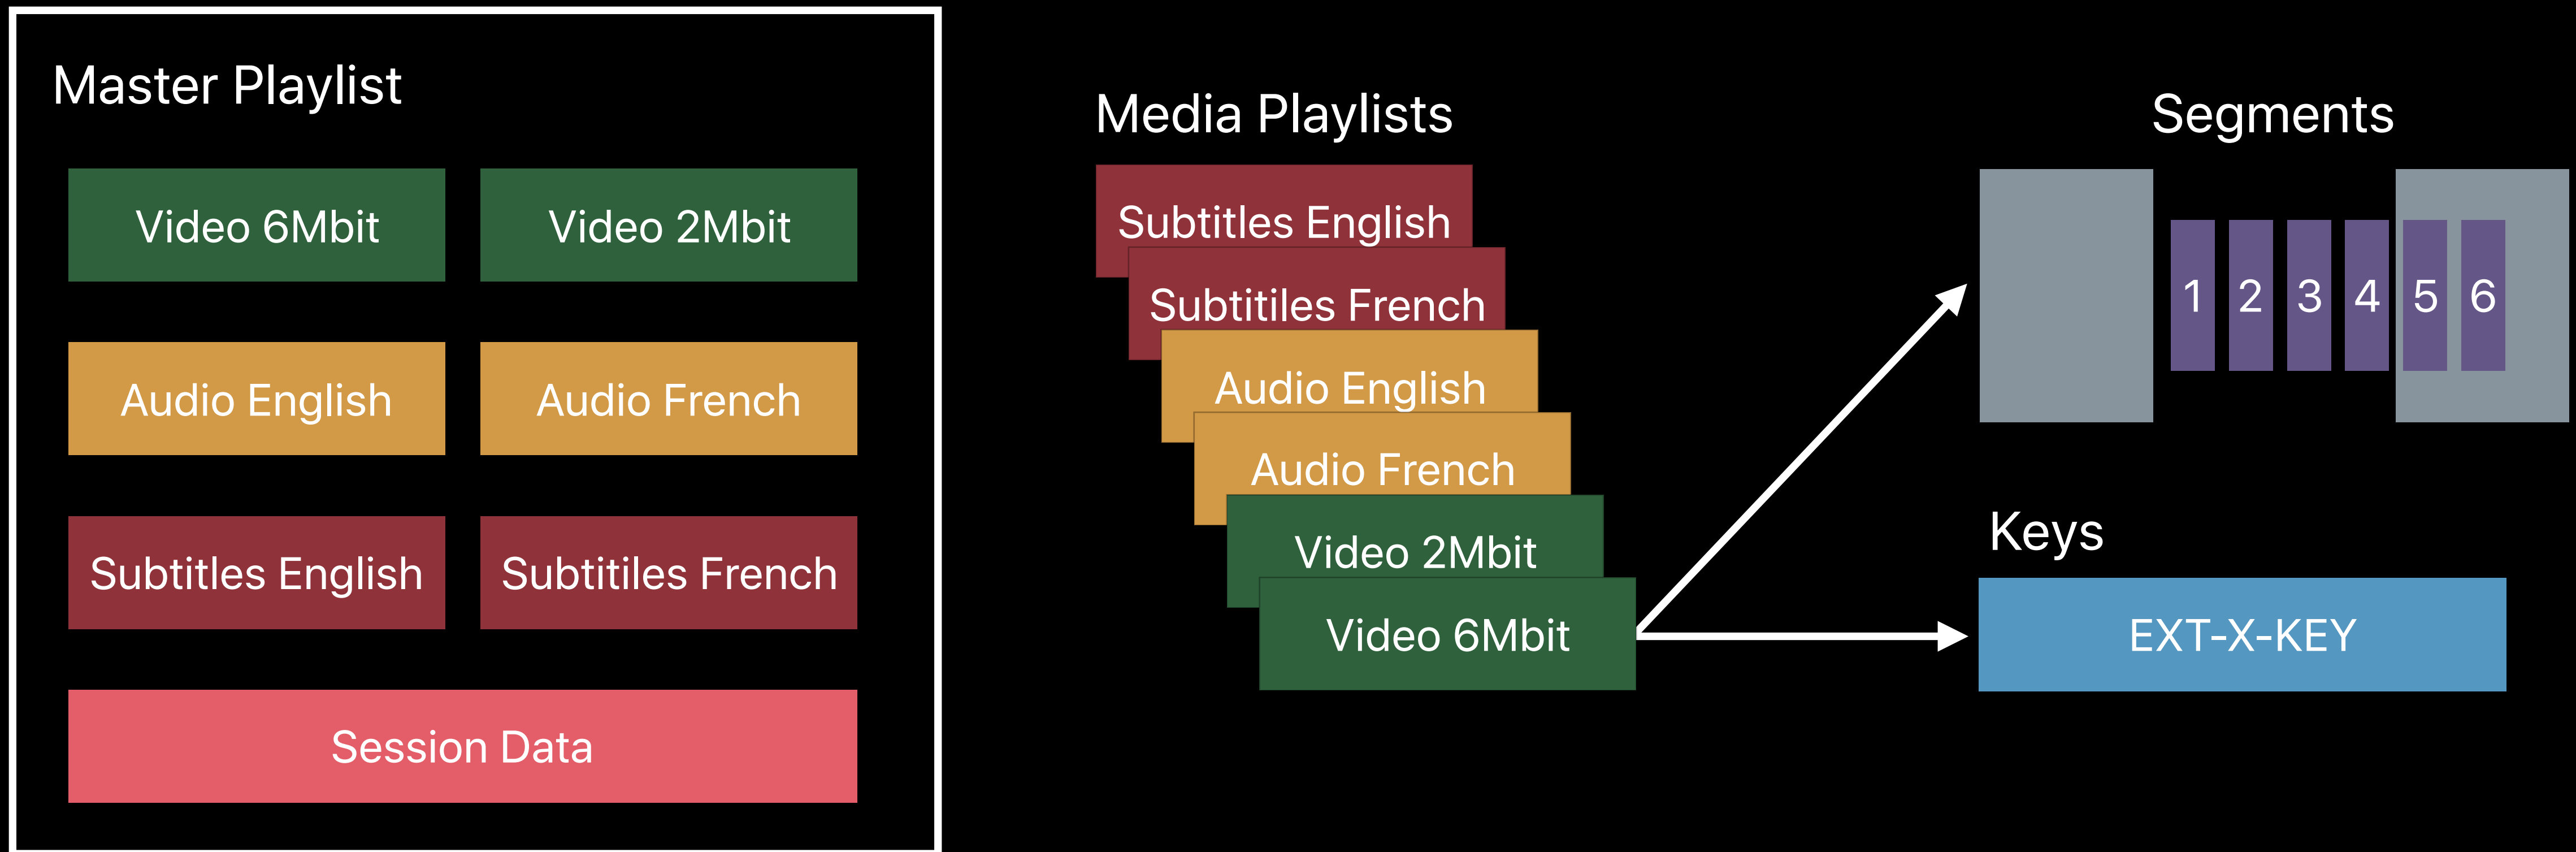 Master Playlist
Video 6Mbit
Video 2Mbit
Audio English
Audio French
Subtitles English
Subtitiles French
Session Data
Media Playlists
Subtitles English
Subtitiles French
Audio English
Audio French
Video 2Mbit
Video 6Mbit
Segments
1 2 3 4 5 6
Keys
EXT-X-KEY